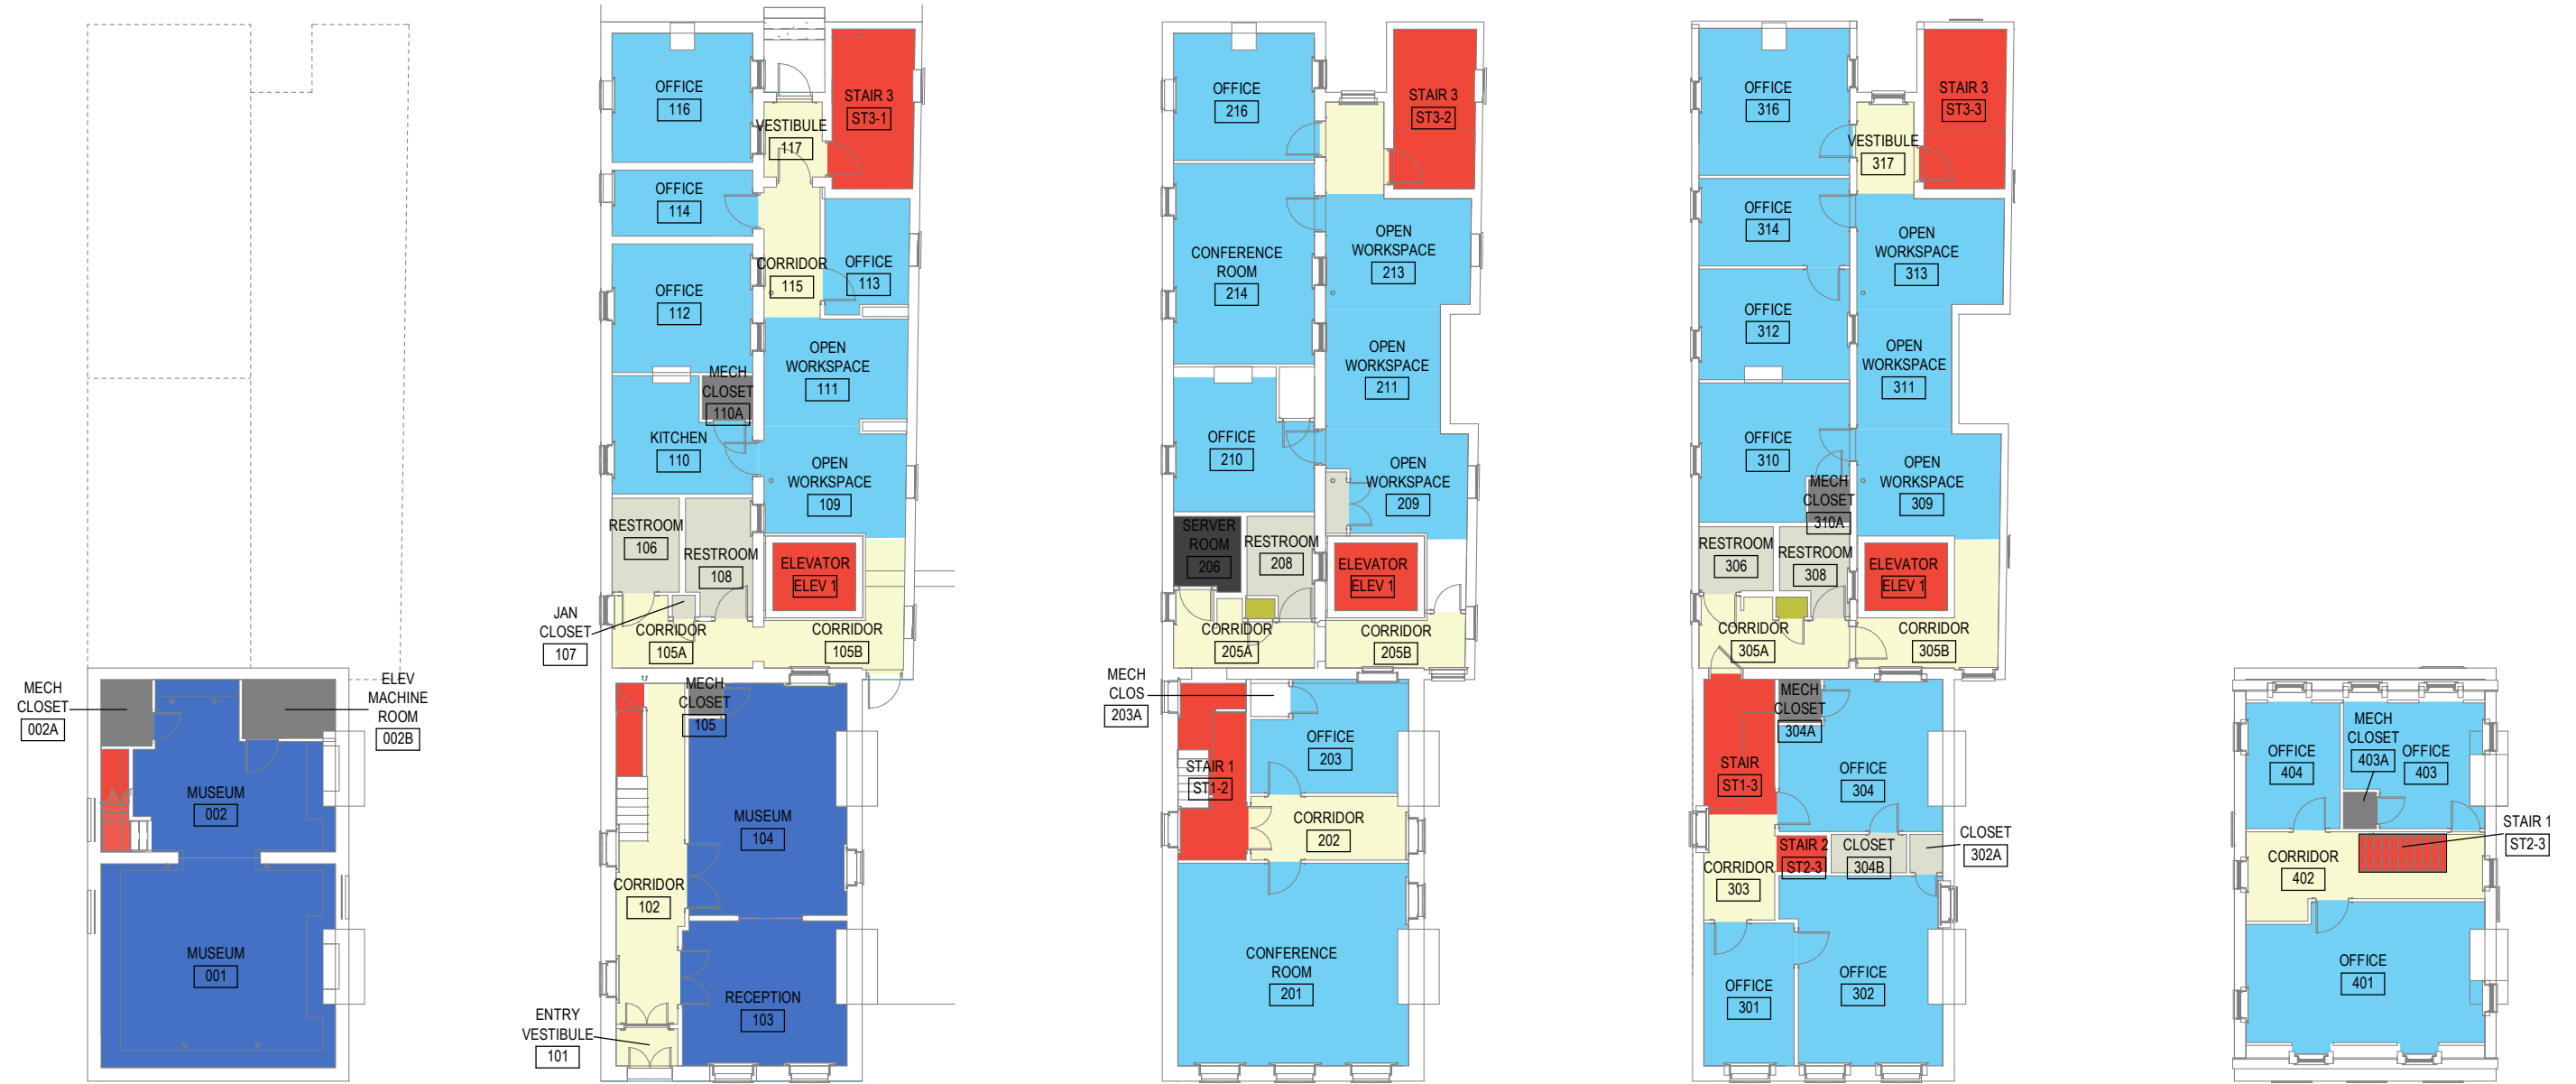 MECH
CLOSET
002A
ELEV
MACHINE
ROOM
002B
MUSEUM
002
MUSEUM
001
OFFICE
116
STAIR 3
ST3-1
VESTIBULE
117
OFFICE
114
CORRIDOR
115
OFFICE
113
OFFICE
112
OPEN
WORKSPACE
111
MECH
CLOSET
110A
KITCHEN
110
OPEN
WORKSPACE
109
RESTROOM
106
RESTROOM
108
ELEVATOR
ELEV 1
JAN
CLOSET
107
CORRIDOR
105A
CORRIDOR
105B
MECH
CLOSET
105
MUSEUM
104
CORRIDOR
102
RECEPTION
103
ENTRY
VESTIBULE
101
OFFICE
216
STAIR 3
ST3-2
CONFERENCE
ROOM
214
OPEN
WORKSPACE
213
OPEN
WORKSPACE
211
OFFICE
210
OPEN
WORKSPACE
209
SERVER
ROOM
206
RESTROOM
208
ELEVATOR
ELEV 1
CORRIDOR
205A
CORRIDOR
205B
MECH
CLOS
203A
OFFICE
203
STAIR 1
ST1-2
CORRIDOR
202
CONFERENCE
ROOM
201
OFFICE
316
STAIR 3
ST3-3
VESTIBULE
317
OFFICE
314
OPEN
WORKSPACE
313
OFFICE
312
OPEN
WORKSPACE
311
OFFICE
310
OPEN
WORKSPACE
309
MECH
CLOSET
310A
RESTROOM
306
RESTROOM
308
ELEVATOR
ELEV 1
CORRIDOR
305A
CORRIDOR
305B
MECH
CLOSET
304A
STAIR
ST1-3
OFFICE
304
STAIR 2
ST2-3
CLOSET
304B
CLOSET
302A
CORRIDOR
303
OFFICE
301
OFFICE
302
OFFICE
404
MECH
CLOSET
403A
OFFICE
403
STAIR 1
ST2-3
CORRIDOR
402
OFFICE
401